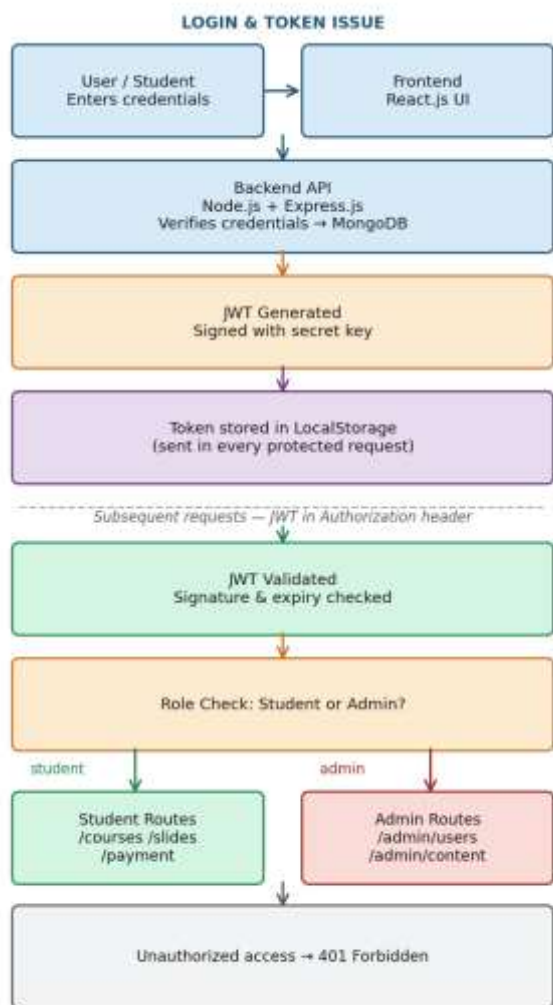 LOGIN & TOKEN ISSUE
User / Student
Enters credentials
Frontend
React.js UI
Backend API
Node.js + Express.js
Verifies credentials → MongoDB
JWT Generated
Signed with secret key
Token stored in LocalStorage
(sent in every protected request)
Subsequent requests — JWT in Authorization header
JWT Validated
Signature & expiry checked
Role Check: Student or Admin?
student
admin
Student Routes
/courses /slides
/payment
Admin Routes
/admin/users
/admin/content
Unauthorized access → 401 Forbidden